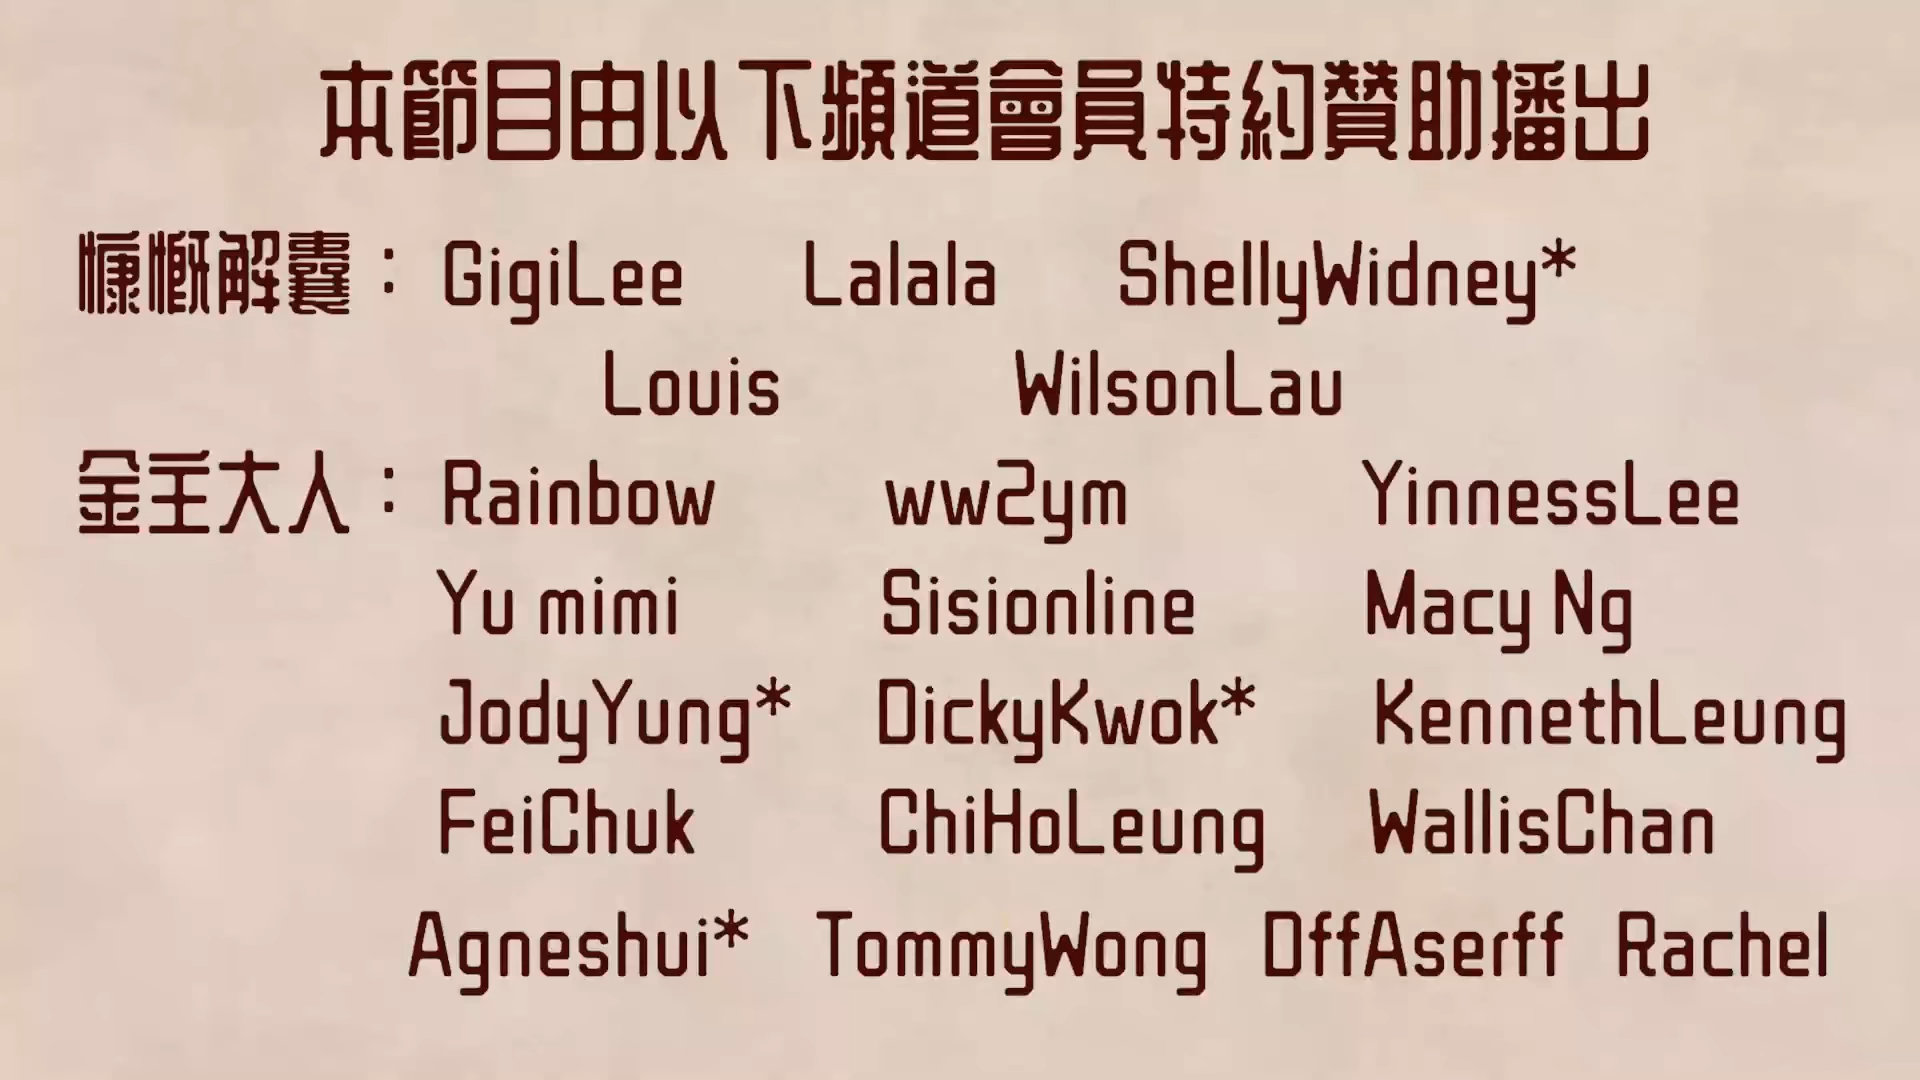 本節目由以下頻道會員特約贊助播出
慷慨解囊：GigiLee Lalala ShellyWidney*
Louis WilsonLau
金主大人：Rainbow ww2ym YinnessLee
Yu mimi Sisionline Macy Ng
JodyYung* DickyKwok* KennethLeung
FeiChuk ChiHoLeung WallisChan
Agneshui* TommyWong DffAserff Rachel